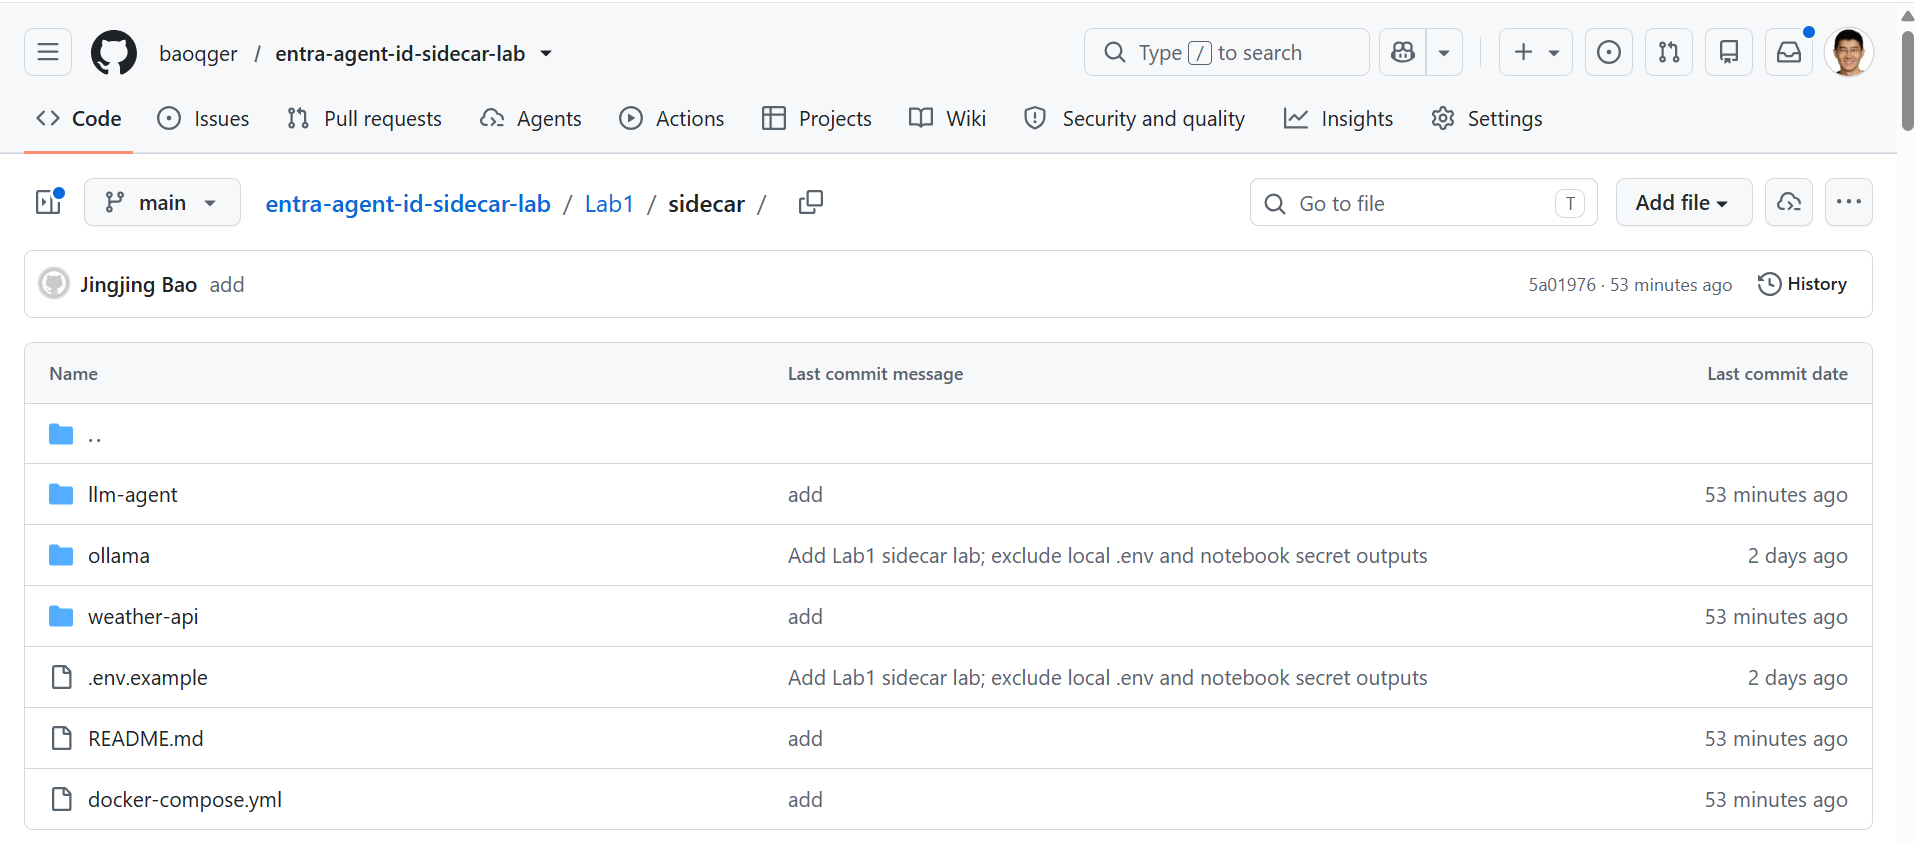 baoqger / entra-agent-id-sidecar-lab
Type / to search
Code
Issues
Pull requests
Agents
Actions
Projects
Wiki
Security and quality
Insights
Settings
main
entra-agent-id-sidecar-lab / Lab1 / sidecar /
Go to file
T
Add file
Jingjing Bao add
5a01976 · 53 minutes ago
History
Name Last commit message Last commit date
..
llm-agent add 53 minutes ago
ollama Add Lab1 sidecar lab; exclude local .env and notebook secret outputs 2 days ago
weather-api add 53 minutes ago
.env.example Add Lab1 sidecar lab; exclude local .env and notebook secret outputs 2 days ago
README.md add 53 minutes ago
docker-compose.yml add 53 minutes ago